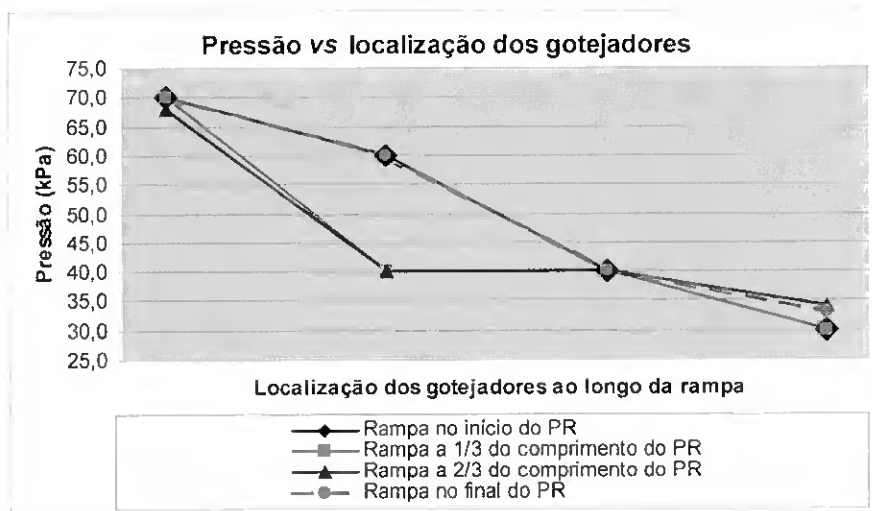 Pressão vs localização dos gotejadores
75,0
70,0
65,0
60,0
55,0
50,0
45,0
40,0
35,0
30,0
25,0
Pressão (kPa)
Localização dos gotejadores ao longo da rampa
Rampa no início do PR
Rampa a 1/3 do comprimento do PR
Rampa a 2/3 do comprimento do PR
Rampa no final do PR